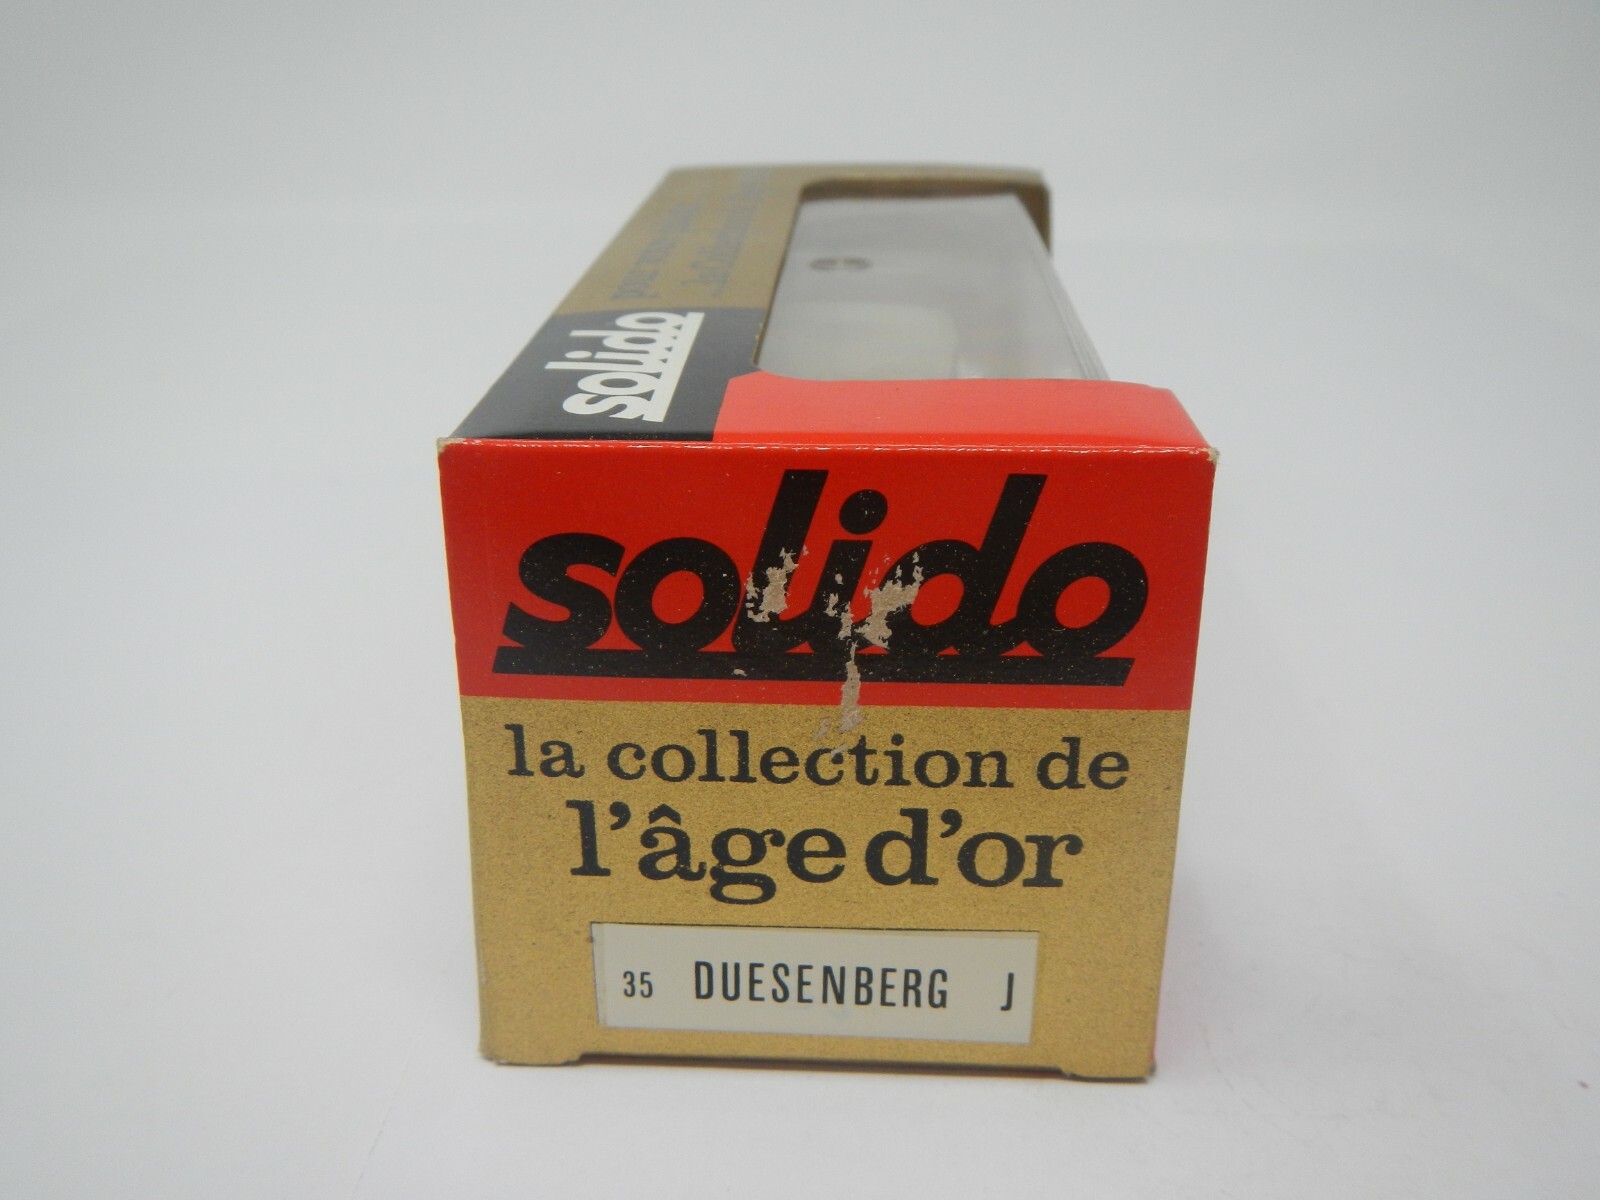 solido
solido
la collection de
l'âge d'or
35 DUESENBERG J